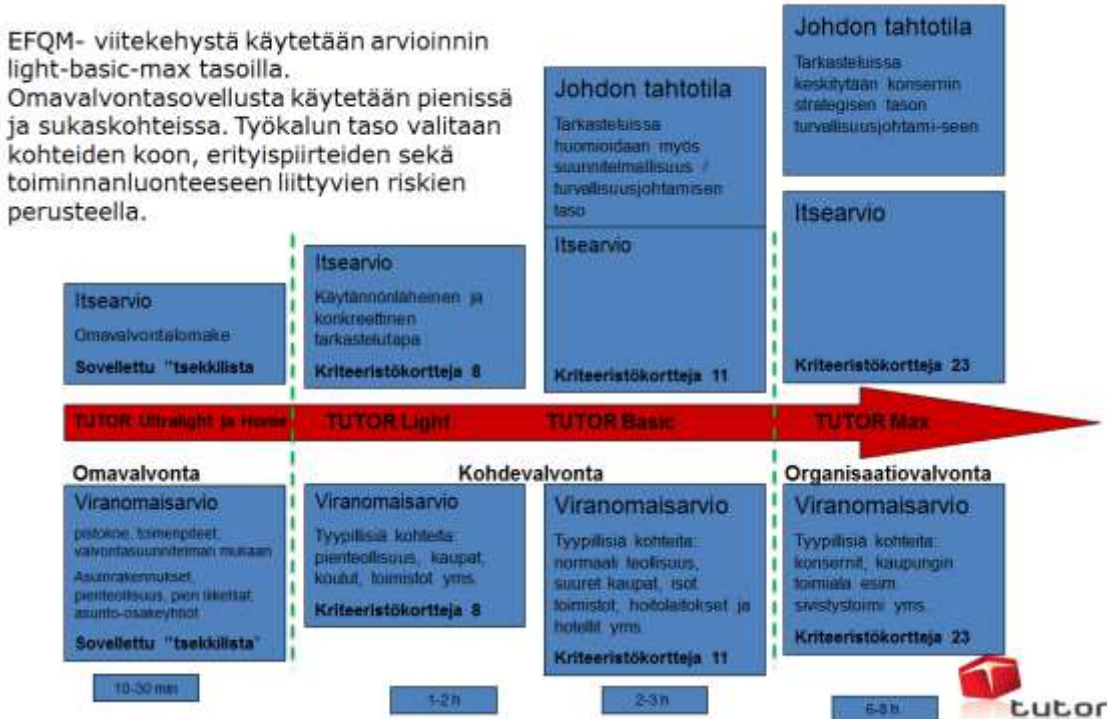 EFQM- viitekehystä käytetään arvioinnin
light-basic-max tasoilla.
Omavalvontasovellusta käytetään pienissä
ja sukaskohteissa. Työkalun taso valitaan
kohteiden koon, erityispiirteiden sekä
toiminnanluonteeseen liittyvien riskien
perusteella.
Itsearvio
Omavalvontalomake
Sovellettu "tsekkilista
Itsearvio
Käytännönläheinen ja
konkreettinen
tarkastelutapa
Kriteeristökortteja 8
Johdon tahtotila
Tarkasteluissa
huomioidaan myös
suunnitelmallisuus /
turvallisuusjohtamisen
taso
Itsearvio
Kriteeristökortteja 11
Johdon tahtotila
Tarkasteluissa
keskitytään konsernin
strategisen tason
turvallisuusjohtami-seen
Itsearvio
Kriteeristökortteja 23
TUTOR Ultralight ja Home
TUTOR Light
TUTOR Basic
TUTOR Max
Omavalvonta
Kohdevalvonta
Organisaatiovalvonta
Viranomaisarvio
pistokoe, toimenpiteet,
valvontasuunnitelman mukaan
Asuinrakennukset,
pienteollisuus, pien liiketilat,
asunto-osakeyhtiöt
Sovellettu "tsekkilista"
Viranomaisarvio
Tyypillisiä kohteita:
pienteollisuus, kaupat,
koulut, toimistot yms.
Kriteeristökortteja 8
Viranomaisarvio
Tyypillisiä kohteita:
normaali teollisuus,
suuret kaupat, isot
toimistot, hoitolaitokset ja
hotellit yms.
Kriteeristökortteja 11
Viranomaisarvio
Tyypillisiä kohteita:
konsernit, kaupungin
toimiala esim.
sivistystoimi yms.
Kriteeristökortteja 23
10-30 min
1-2 h
2-3 h
6-8 h
tutor